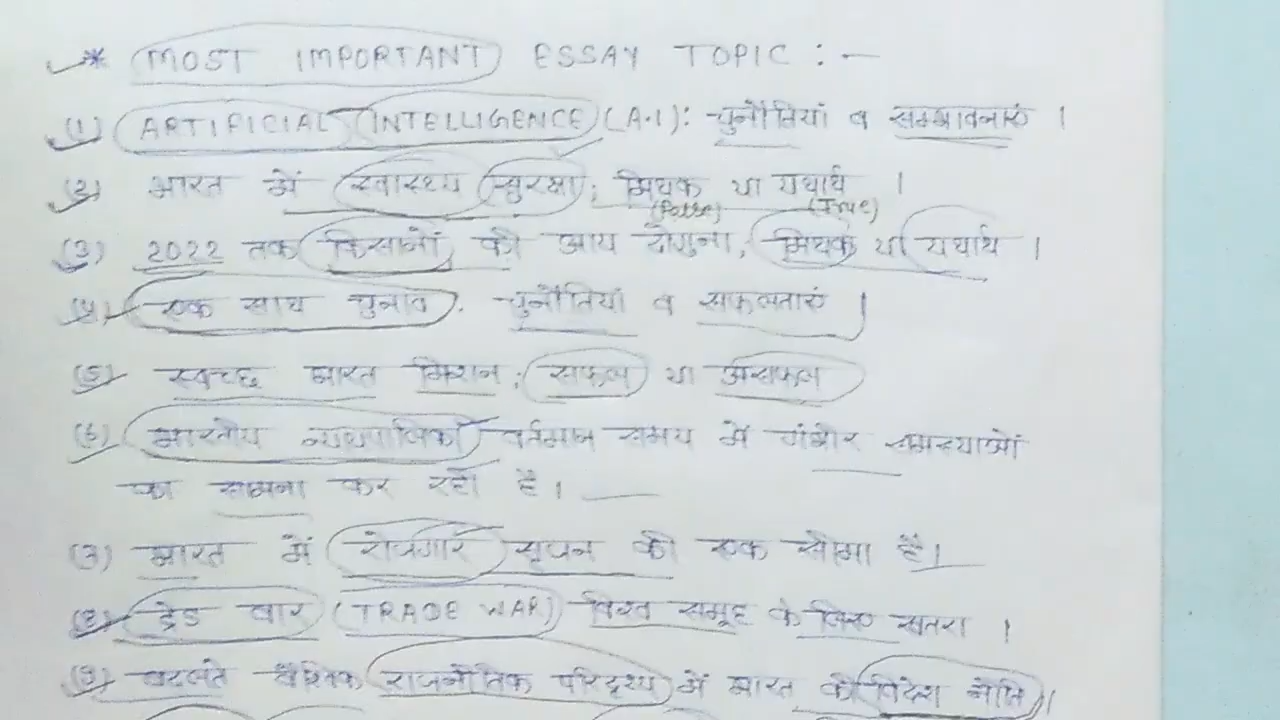 * MOST IMPORTANT ESSAY TOPIC : –
(1) ARTIFICIAL INTELLIGENCE (A.I): चुनौतियां व सम्भावनाएं ।
(2) भारत में स्वास्थ्य सुरक्षा; मिथक या यथार्थ ।
(False) (True)
(3) 2022 तक किसानों की आय दोगुना, मिथक या यथार्थ ।
(4) एक साथ चुनाव. चुनौतियां व सफलताएं ।
(5) स्वच्छ भारत मिशन; सफल या असफल
(6) भारतीय न्यायपालिका वर्तमान समय में गंभीर समस्याओं
का सामना कर रही है ।
(7) भारत में रोजगार सृजन की एक सीमा है।
(8) ट्रेड वार (TRADE WAR) विश्व समूह के लिए खतरा ।
(9) बदलते वैश्विक राजनीतिक परिदृश्य में भारत की विदेश नीति।